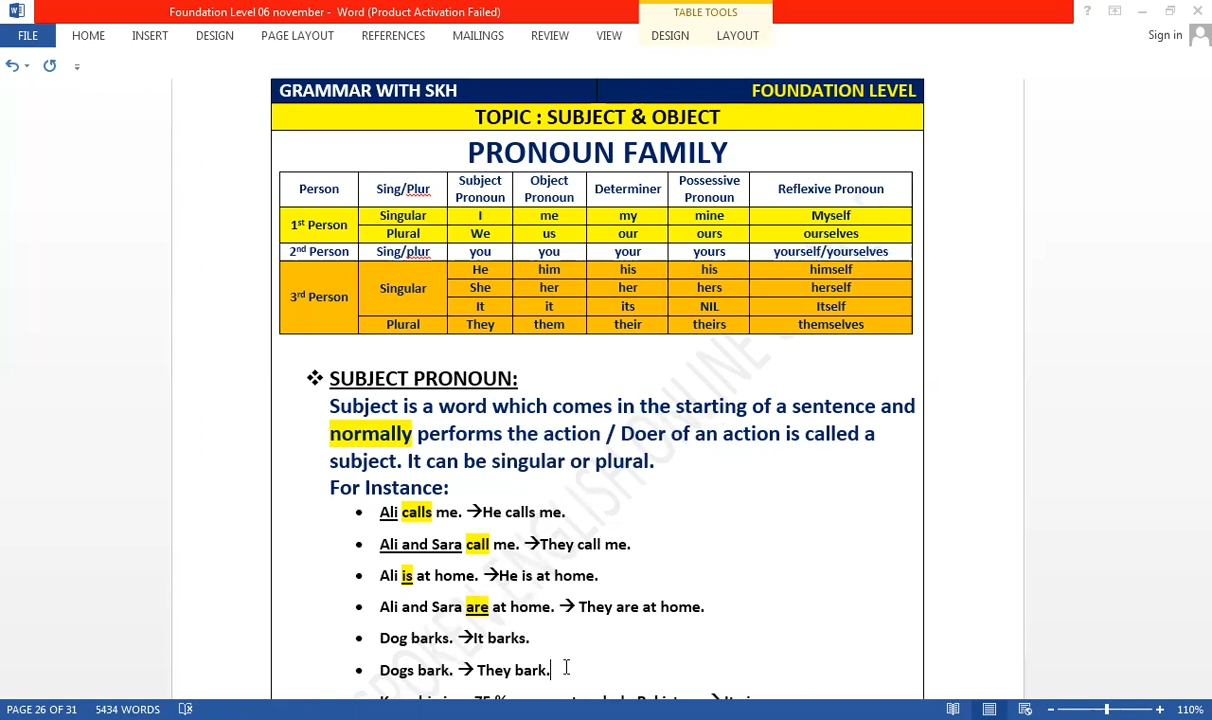 Foundation Level 06 november - Word (Product Activation Failed)
TABLE TOOLS
FILE HOME INSERT DESIGN PAGE LAYOUT REFERENCES MAILINGS REVIEW VIEW DESIGN LAYOUT Sign in
GRAMMAR WITH SKH FOUNDATION LEVEL
TOPIC : SUBJECT & OBJECT
PRONOUN FAMILY
Person Sing/Plur Subject Pronoun Object Pronoun Determiner Possessive Pronoun Reflexive Pronoun
1st Person Singular I me my mine Myself
Plural We us our ours ourselves
2nd Person Sing/plur you you your yours yourself/yourselves
3rd Person Singular He him his his himself
She her her hers herself
It it its NIL Itself
Plural They them their theirs themselves
❖ SUBJECT PRONOUN:
Subject is a word which comes in the starting of a sentence and
normally performs the action / Doer of an action is called a
subject. It can be singular or plural.
For Instance:
• Ali calls me. →He calls me.
• Ali and Sara call me. →They call me.
• Ali is at home. →He is at home.
• Ali and Sara are at home. → They are at home.
• Dog barks. →It barks.
• Dogs bark. → They bark.
SPOKEN ENGLISH ONLINE
PAGE 26 OF 31 5434 WORDS 110%